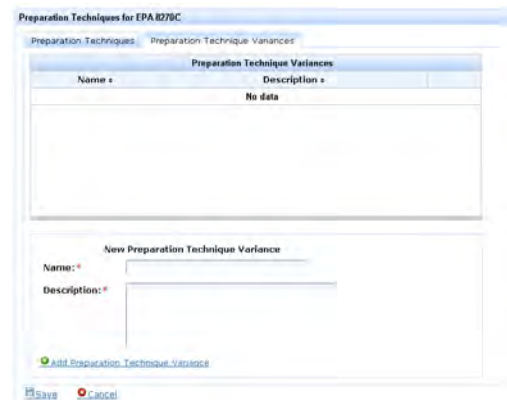 Preparation Techniques for EPA 8270C
Preparation Techniques Preparation Technique Variances
Preparation Technique Variances
Name Description
No data
New Preparation Technique Variance
Name:*
Description:*
Add Preparation Technique Variance
Save Cancel